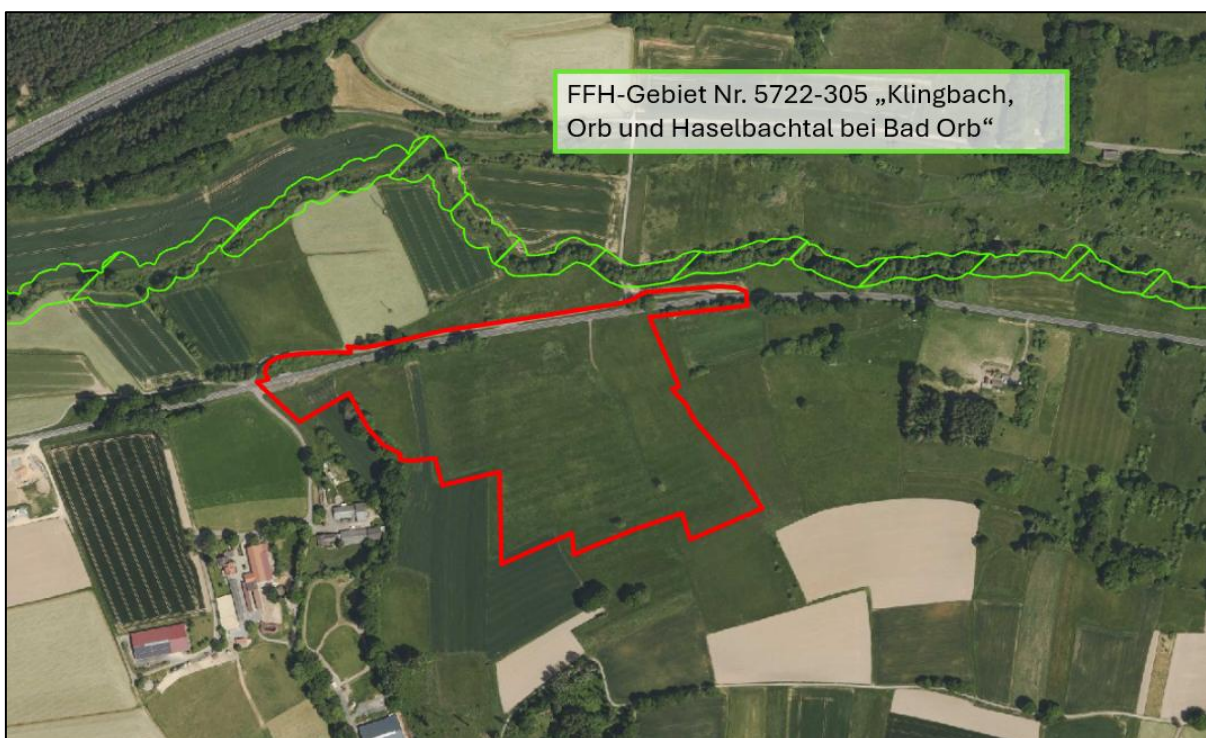 FFH-Gebiet Nr. 5722-305 „Klingbach,
Orb und Haselbachtal bei Bad Orb“